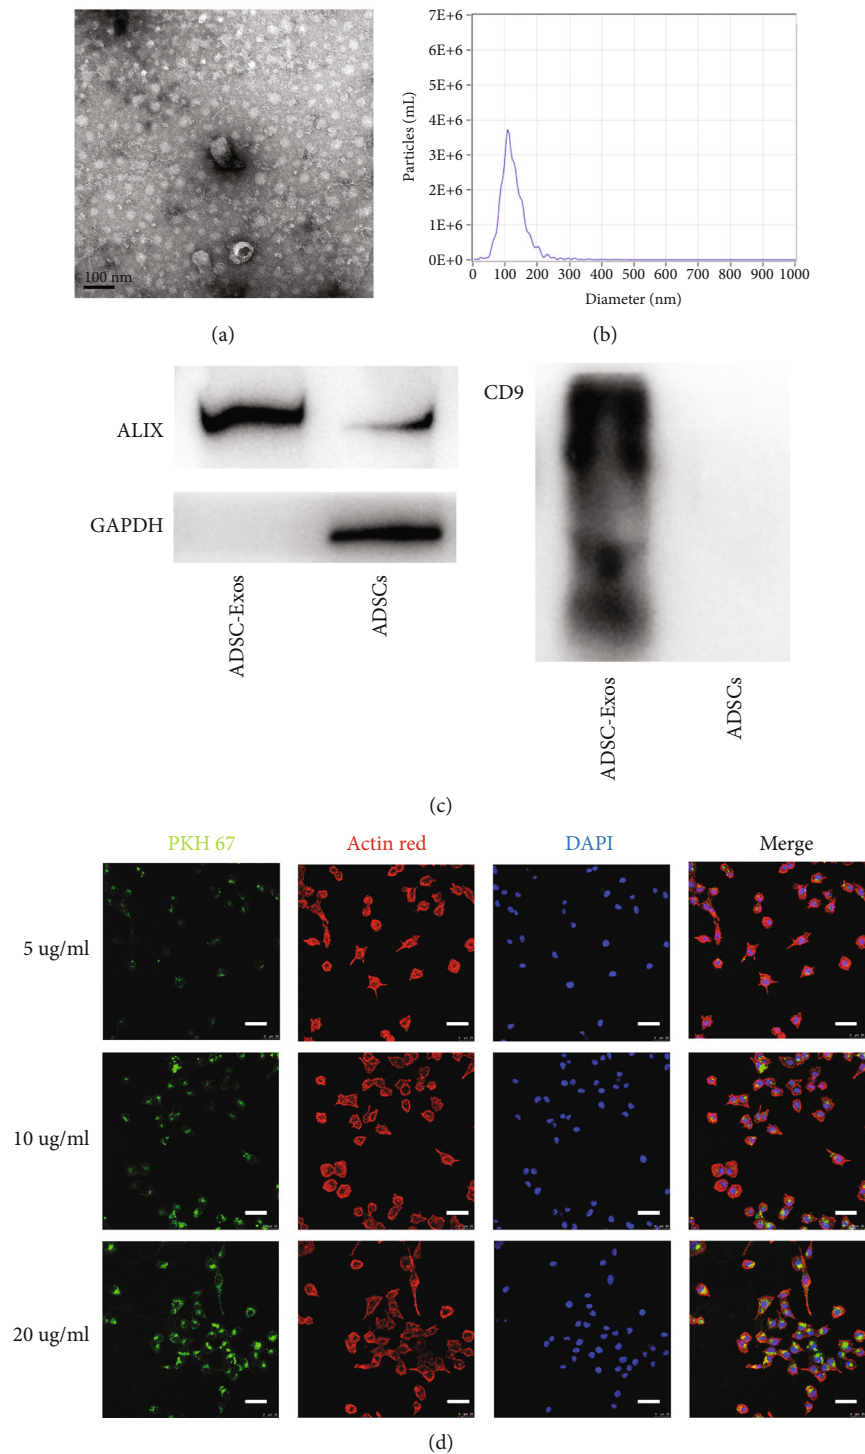 100 nm
(a)
7E+6
6E+6
5E+6
4E+6
3E+6
2E+6
1E+6
0E+0
Particles (mL)
0 100 200 300 400 500 600 700 800 900 1000
Diameter (nm)
(b)
ALIX
GAPDH
ADSC-Exos
ADSCs
CD9
ADSC-Exos
ADSCs
(c)
PKH 67 Actin red DAPI Merge
5 ug/ml
10 ug/ml
20 ug/ml
(d)